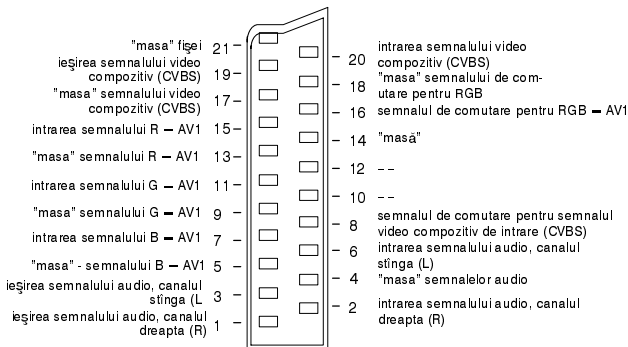 "masa" fişei 21
ieşirea semnalului video
compozitiv (CVBS) 19
"masa" semnalului video
compozitiv (CVBS) 17
intrarea semnalului R – AV1 15
"masa" semnalului R – AV1 13
intrarea semnalului G – AV1 11
"masa" semnalului G – AV1 9
intrarea semnalului B – AV1 7
"masa" - semnalului B – AV1 5
ieşirea semnalului audio, canalul
stînga (L 3
ieşirea semnalului audio, canalul
dreapta (R) 1
intrarea semnalului video
20 compozitiv (CVBS)
"masa" semnalului de com-
18 utare pentru RGB
16 semnalul de comutare pentru RGB – AV1
14 "masă"
12 – –
10 – –
8 semnalul de comutare pentru semnalul
video compozitiv de intrare (CVBS)
6 intrarea semnalului audio, canalul
stînga (L)
4 "masa" semnalelor audio
2 intrarea semnalului audio, canalul
dreapta (R)